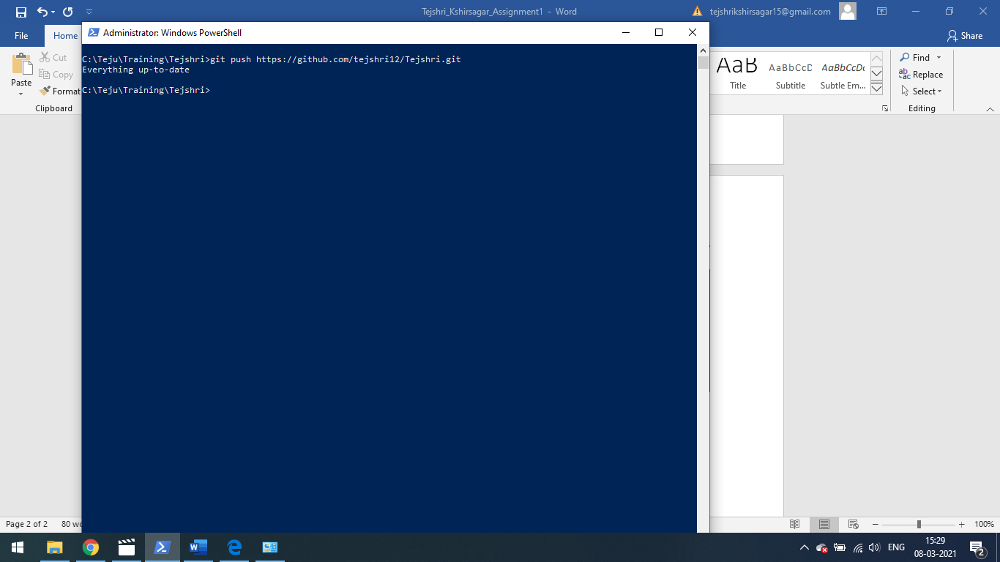 Tejshri_Kshirsagar_Assignment1 - Word
tejshrikshirsagar15@gmail.com
File
Home
Share
Administrator: Windows PowerShell
Cut
Copy
Format
Paste
Clipboard
C:\Teju\Training\Tejshri>git push https://github.com/tejshri12/Tejshri.git
Everything up-to-date
C:\Teju\Training\Tejshri>
AaB
AaBbCcD
AaBbCcDc
Title
Subtitle
Subtle Em...
Find
Replace
Select
Editing
Page 2 of 2
80 wo
100%
ENG
15:29
08-03-2021
2